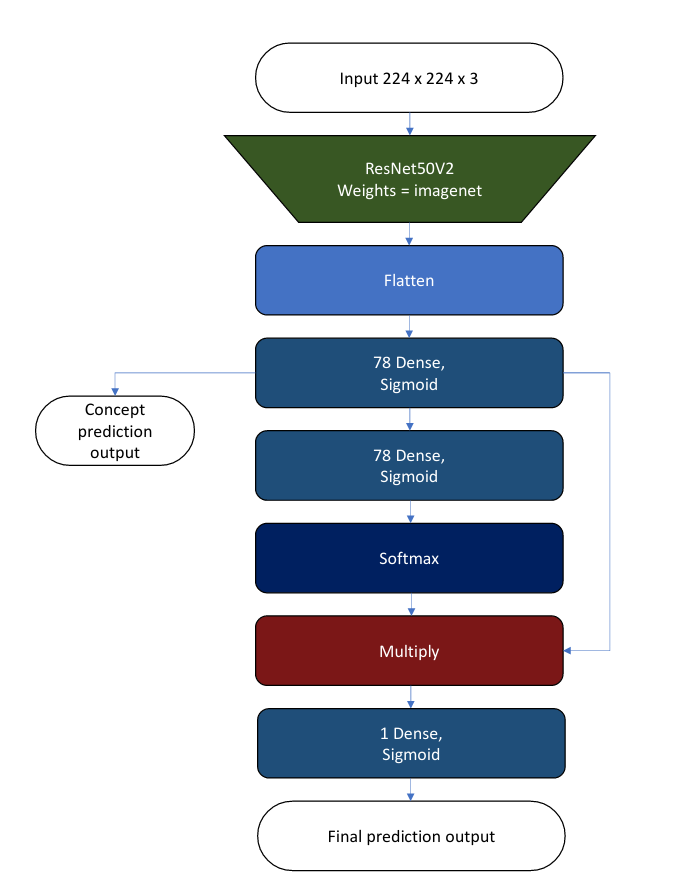 Input 224 x 224 x 3
ResNet50V2
Weights = imagenet
Flatten
78 Dense,
Sigmoid
Concept
prediction
output
78 Dense,
Sigmoid
Softmax
Multiply
1 Dense,
Sigmoid
Final prediction output